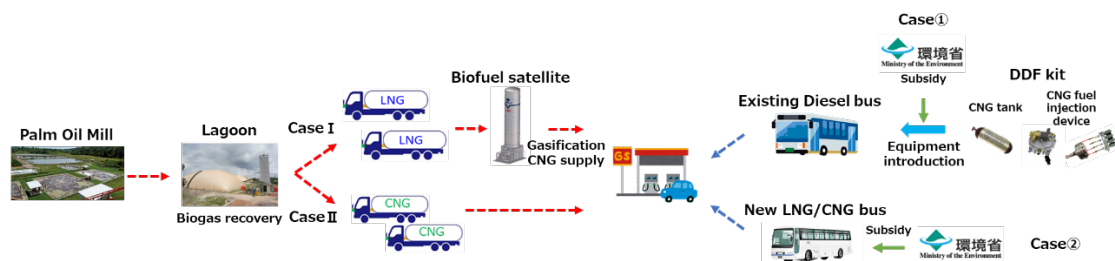 Palm Oil Mill
Lagoon
Biogas recovery
Case Ⅰ
LNG
LNG
Case Ⅱ
CNG
CNG
Biofuel satellite
Gasification
CNG supply
GS
Existing Diesel bus
New LNG/CNG bus
Case①
環境省
Ministry of the Environment
Subsidy
Equipment
introduction
DDF kit
CNG tank
CNG fuel
injection
device
Subsidy
環境省
Ministry of the Environment
Case②